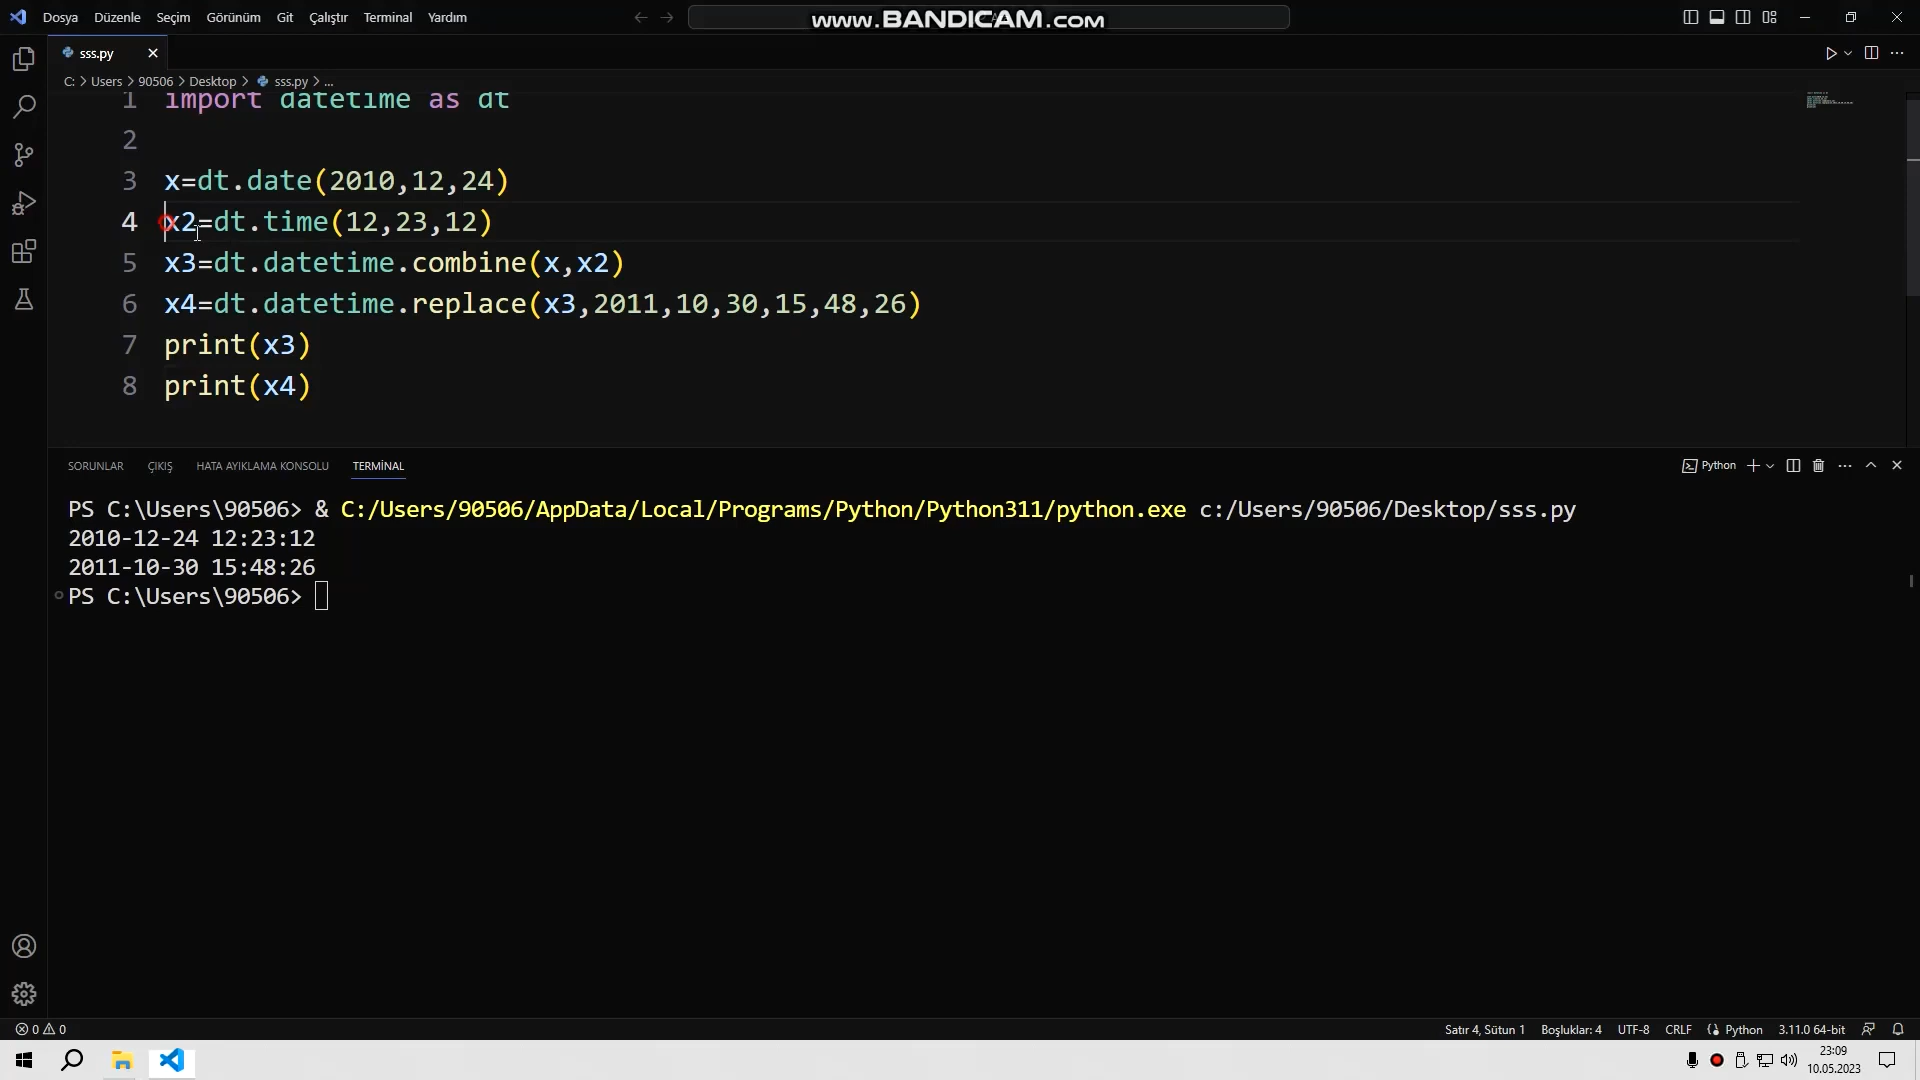 Dosya Düzenle Seçim Görünüm Git Çalıştır Terminal Yardım
www.BANDICAM.com
sss.py
C: > Users > 90506 > Desktop > sss.py > ...
1 import datetime as dt
2
3 x=dt.date(2010,12,24)
4 x2=dt.time(12,23,12)
5 x3=dt.datetime.combine(x,x2)
6 x4=dt.datetime.replace(x3,2011,10,30,15,48,26)
7 print(x3)
8 print(x4)
SORUNLAR ÇIKIŞ HATA AYIKLAMA KONSOLU TERMİNAL
Python
PS C:\Users\90506> & C:/Users/90506/AppData/Local/Programs/Python/Python311/python.exe c:/Users/90506/Desktop/sss.py
2010-12-24 12:23:12
2011-10-30 15:48:26
PS C:\Users\90506>
0 0
Satır 4, Sütun 1 Boşluklar: 4 UTF-8 CRLF Python 3.11.0 64-bit
23:09
10.05.2023